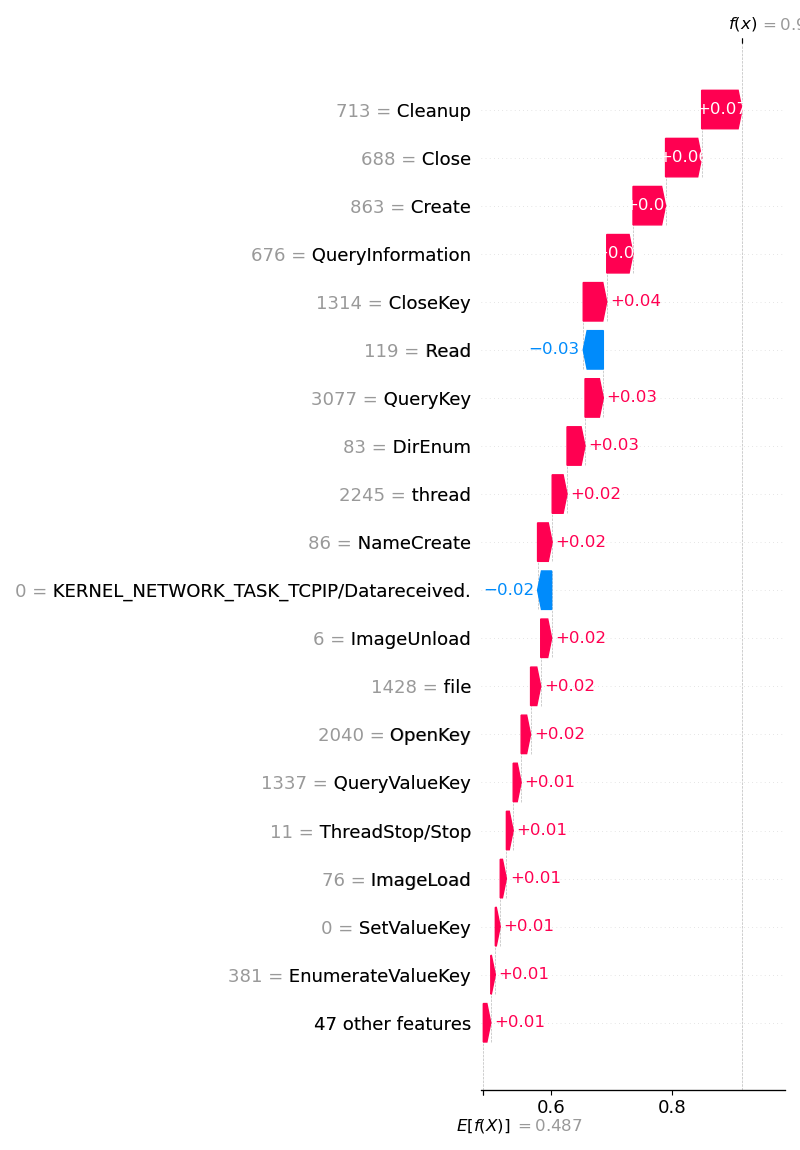 f(x) = 0.9
713 = Cleanup
+0.07
688 = Close
+0.06
863 = Create
+0.0
676 = QueryInformation
+0.0
1314 = CloseKey
+0.04
119 = Read
−0.03
3077 = QueryKey
+0.03
83 = DirEnum
+0.03
2245 = thread
+0.02
86 = NameCreate
+0.02
0 = KERNEL_NETWORK_TASK_TCPIP/Datareceived.
−0.02
6 = ImageUnload
+0.02
1428 = file
+0.02
2040 = OpenKey
+0.02
1337 = QueryValueKey
+0.01
11 = ThreadStop/Stop
+0.01
76 = ImageLoad
+0.01
0 = SetValueKey
+0.01
381 = EnumerateValueKey
+0.01
47 other features
+0.01
0.6
0.8
E[f(X)] = 0.487